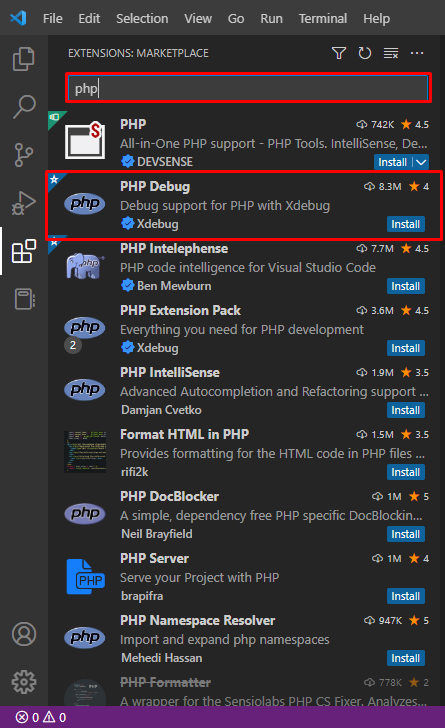 File Edit Selection View Go Run Terminal Help
EXTENSIONS: MARKETPLACE
php
PHP 742K 4.5
All-in-One PHP support - PHP Tools. IntelliSense, De...
DEVSENSE Install
php PHP Debug 8.3M 4
Debug support for PHP with Xdebug
Xdebug Install
php PHP Intelephense 7.7M 4.5
PHP code intelligence for Visual Studio Code
Ben Mewburn Install
php PHP Extension Pack 3.6M 4.5
Everything you need for PHP development
2 Xdebug Install
php PHP IntelliSense 1.9M 3.5
Advanced Autocompletion and Refactoring support ...
Damjan Cvetko Install
Format HTML in PHP 1.5M 3.5
Provides formatting for the HTML code in PHP files ...
rifi2k Install
php PHP DocBlocker 1M 5
A simple, dependency free PHP specific DocBlockin...
Neil Brayfield Install
PHP PHP Server 1M 4
Serve your Project with PHP
brapifra Install
php PHP Namespace Resolver 947K 5
Import and expand php namespaces
Mehedi Hassan Install
PHP Formatter 778K 2
A wrapper for the Sensiolabs PHP CS Fixer. Analyzes...
0 0